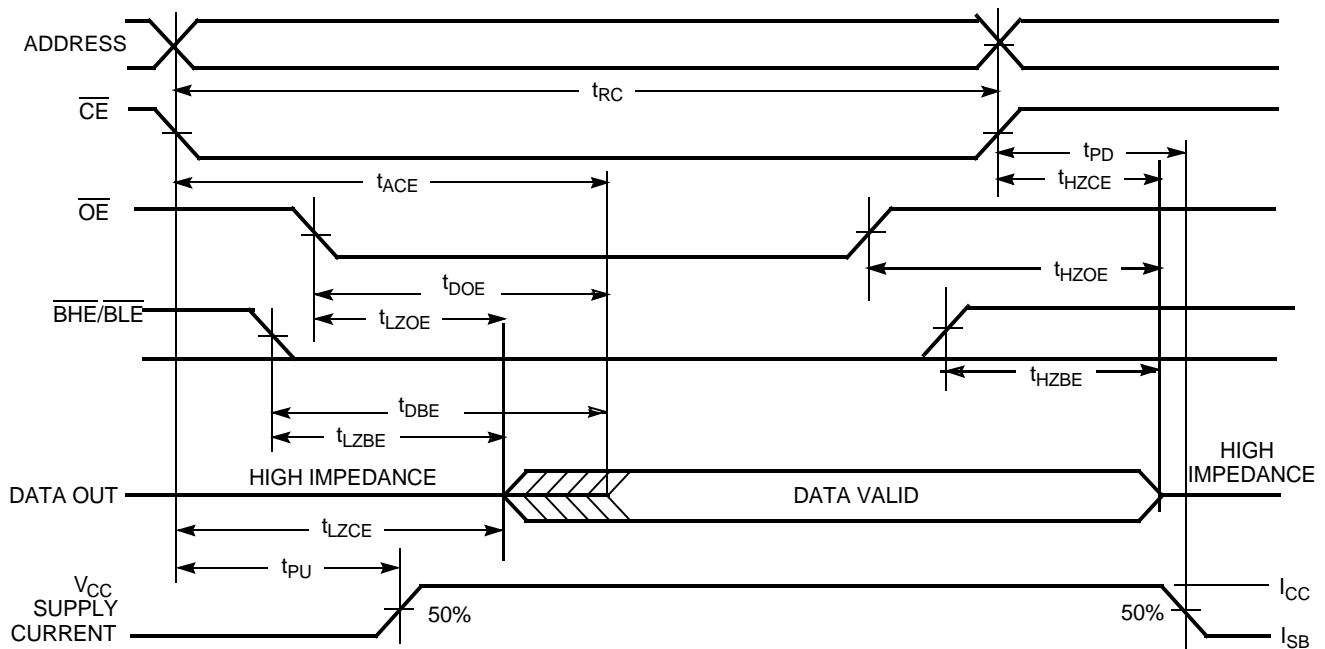 ADDRESS
tRC
CE
tPD
tACE
tHZCE
OE
tDOE
tHZOE
BHE/BLE
tLZOE
tHZBE
tDBE
tLZBE
HIGH IMPEDANCE
HIGH
IMPEDANCE
DATA OUT
DATA VALID
tLZCE
tPU
VCC
SUPPLY
CURRENT
50%
50%
ICC
ISB